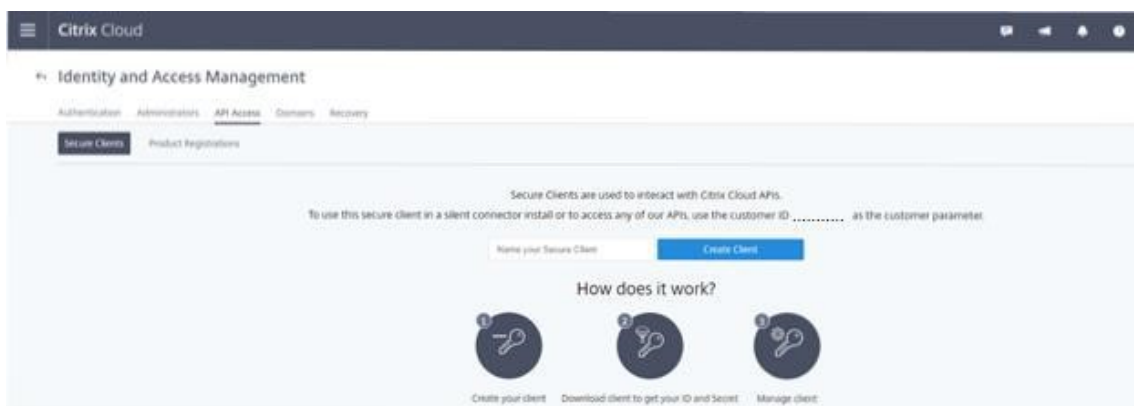 Citrix Cloud
Identity and Access Management
Authentication Administrators API Access Domains Recovery
Secure Clients Product Registrations
Secure Clients are used to interact with Citrix Cloud APIs.
To use this secure client in a silent connector install or to access any of our APIs, use the customer ID ........... as the customer parameter.
Name your Secure Client Create Client
How does it work?
1 2 3
Create your client Download client to get your ID and Secret Manage client